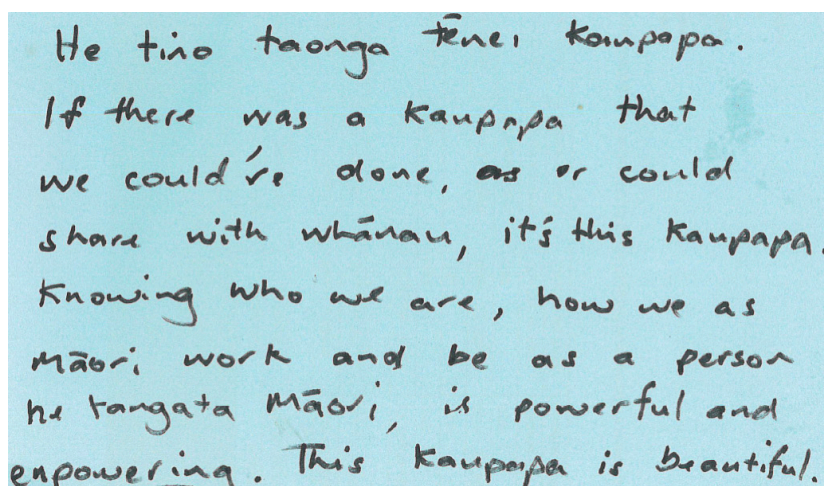 He tino taonga tēnei kaupapa.
If there was a kaupapa that
we could've done, as or could
share with whānau, it's this kaupapa.
Knowing who we are, how we as
Māori work and be as a person
he tangata Māori, is powerful and
enpowering. This kaupapa is beautiful.